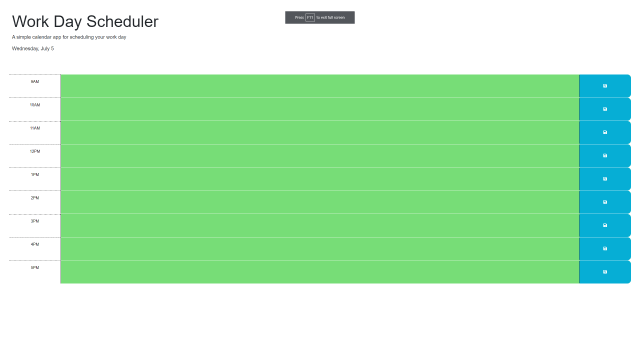 Work Day Scheduler
Press F11 to exit full screen
A simple calendar app for scheduling your work day
Wednesday, July 5
9AM
10AM
11AM
12PM
1PM
2PM
3PM
4PM
5PM